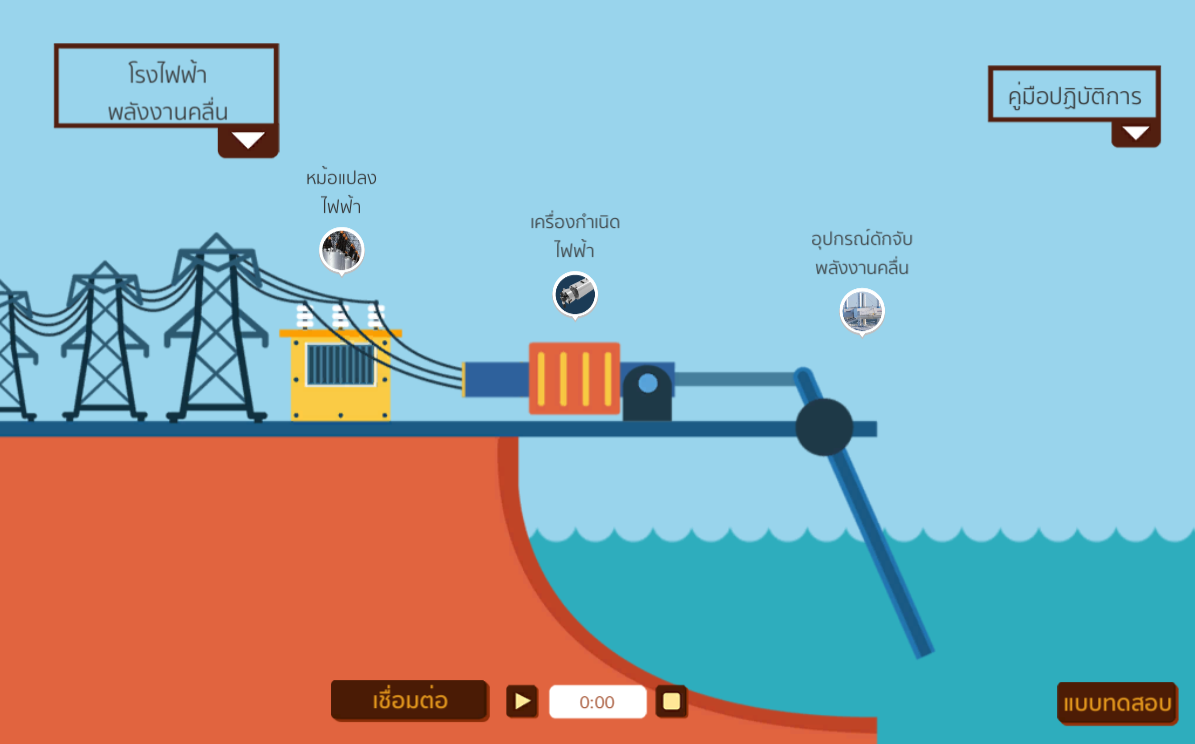 โรงไฟฟ้า
พลังงานคลื่น
คู่มือปฏิบัติการ
หม้อแปลง
ไฟฟ้า
เครื่องกำเนิด
ไฟฟ้า
อุปกรณ์ดักจับ
พลังงานคลื่น
เชื่อมต่อ
0:00
แบบทดสอบ